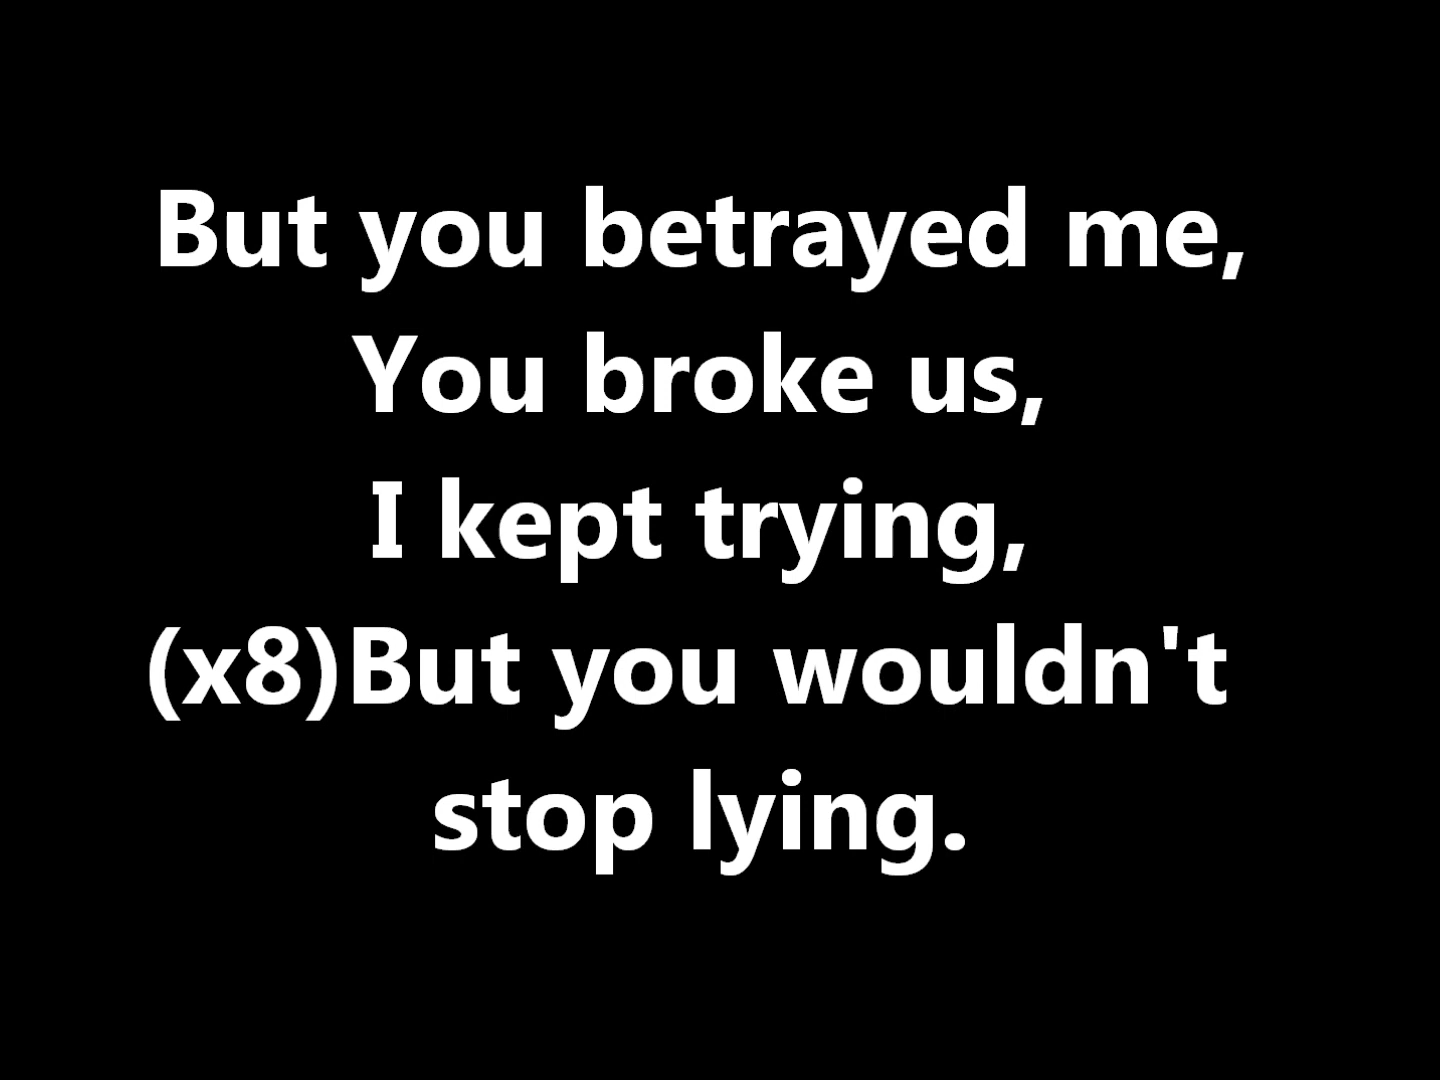 But you betrayed me,
You broke us,
I kept trying,
(x8)But you wouldn't
stop lying.